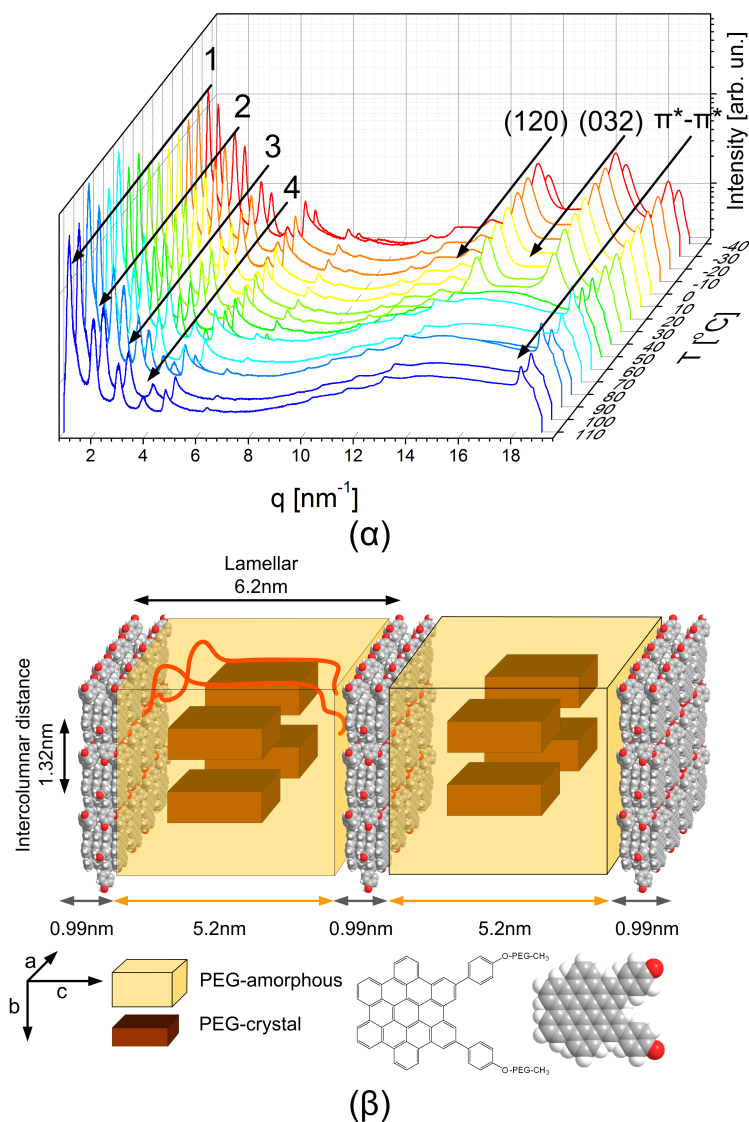 1
2
3
4
(120) (032) π*-π*
Intensity [arb. un.]
-40
-30
-20
-10
0
10
20
30
40
50
60
70
80
90
100
110
T [°C]
2 4 6 8 10 12 14 16 18
q [nm-1]
(α)
Lamellar
6.2nm
Intercolumnar distance
1.32nm
0.99nm 5.2nm 0.99nm 5.2nm 0.99nm
a
c
b
PEG-amorphous
PEG-crystal
O-PEG-CH3
O-PEG-CH3
(β)